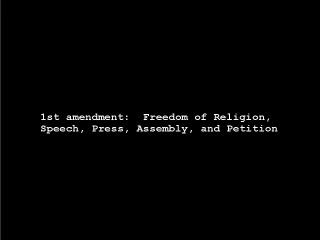 1st amendment:  Freedom of Religion,
Speech, Press, Assembly, and Petition